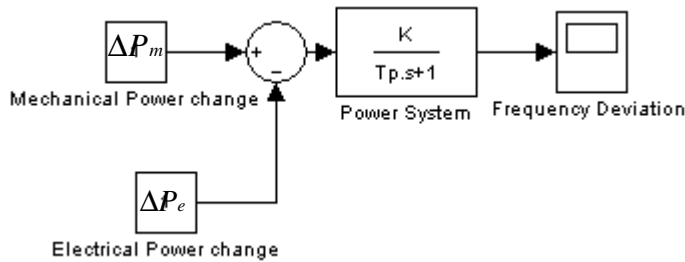 ΔPm
+
−
K
Tp.s+1
Mechanical Power change
Power System
Frequency Deviation
ΔPe
Electrical Power change